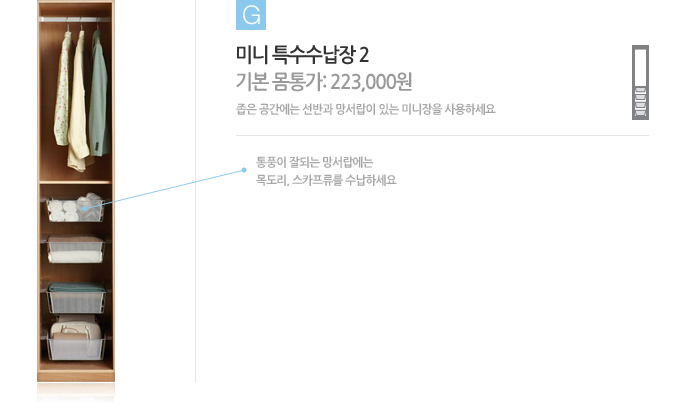 G
미니 특수수납장 2
기본 몸통가: 223,000원
좁은 공간에는 선반과 망서랍이 있는 미니장을 사용하세요
통풍이 잘되는 망서랍에는
목도리, 스카프류를 수납하세요